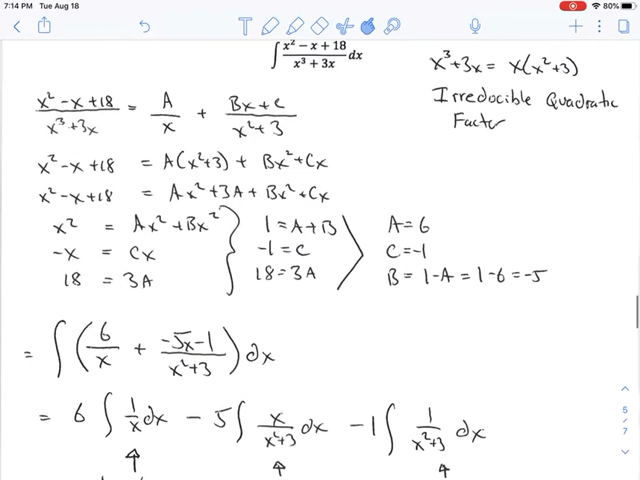 7:14 PM Tue Aug 18
80%
∫ x² − x + 18 / x³ + 3x dx
x³+3x = x(x²+3)
Irreducible Quadratic
Factor
x²-x+18 / x³+3x = A/x + Bx+C / x²+3
x²-x+18 = A(x²+3) + Bx²+Cx
x²-x+18 = Ax²+3A+Bx²+Cx
x² = Ax²+Bx² } 1=A+B > A=6
-x = Cx } -1=C > C=-1
18 = 3A } 18=3A > B = 1-A = 1-6 = -5
= ∫ ( 6/x + -5x-1 / x²+3 ) dx
= 6 ∫ 1/x dx - 5 ∫ x / x²+3 dx - 1 ∫ 1 / x²+3 dx
↑ ↑ ↑
5
7